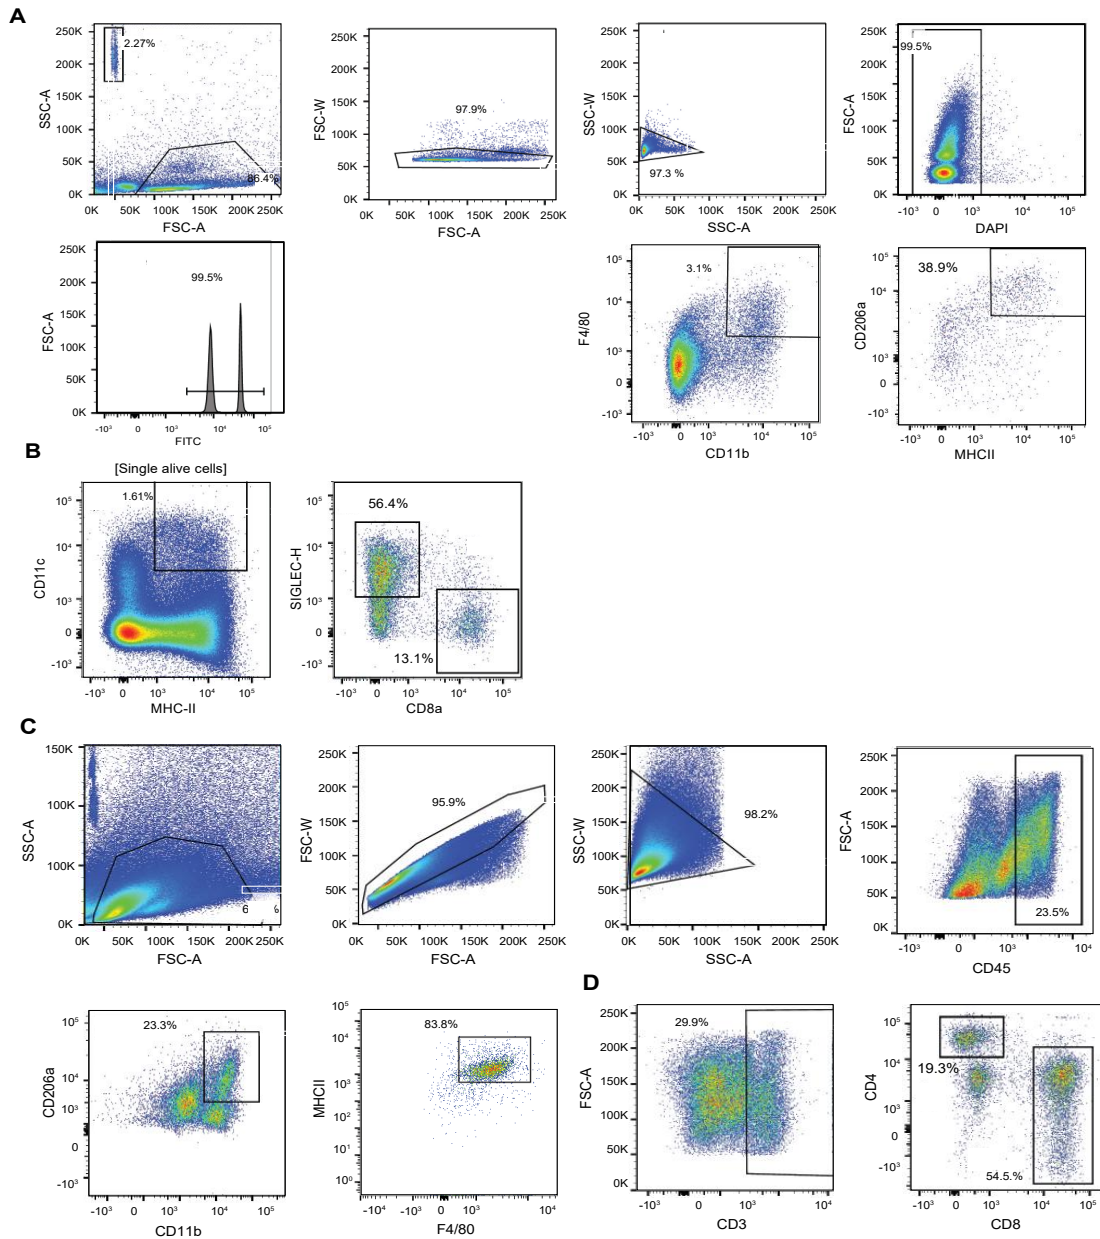 A
250K
200K
150K
100K
50K
0K
SSC-A
2.27%
86.4%
0K 50K 100K 150K 200K 250K
FSC-A
250K
200K
150K
100K
50K
0K
FSC-W
97.9%
0K 50K 150K 200K 250K
FSC-A
250K
200K
150K
100K
50K
0K
SSC-W
97.3 %
0K 50K 100K 150K 200K 250K
SSC-A
250K
200K
150K
100K
50K
0K
FSC-A
99.5%
-10³ 0 10³ 10⁴ 10⁵
DAPI
250K
200K
150K
100K
50K
0K
FSC-A
99.5%
-10³ 0 10³ 10⁴ 10⁵
FITC
10⁵
10⁴
10³
0
-10³
F4/80
3.1%
-10³ 0 10³ 10⁴ 10⁵
CD11b
10⁵
10⁴
10³
0
-10³
CD206a
38.9%
-10³ 0 10³ 10⁴ 10⁵
MHCII
B
[Single alive cells]
10⁵
10⁴
10³
0
-10³
CD11c
1.61%
-10³ 0 10³ 10⁴ 10⁵
MHC-II
10⁵
10⁴
10³
0
-10³
SIGLEC-H
56.4%
13.1%
-10³ 0 10³ 10⁴ 10⁵
CD8a
C
150K
100K
100K
50K
0K
SSC-A
6 %
0K 50K 100K 150K 200K 250K
FSC-A
250K
200K
150K
100K
50K
0K
FSC-W
95.9%
0K 50K 100K 150K 200K 250K
FSC-A
250K
200K
150K
100K
50K
0K
SSC-W
98.2%
0K 50K 100K 150K 200K 250K
SSC-A
250K
200K
150K
100K
50K
0K
FSC-A
23.5%
-10³ 0 10³ 10⁴
CD45
10⁵
10⁴
10³
0
-10³
CD206a
23.3%
-10³ 0 10³ 10⁴ 10⁵
CD11b
10⁵
10⁴
10³
10²
10¹
10⁰
MHCII
83.8%
-10⁴ -10³ 0 10³ 10⁴
F4/80
D
250K
200K
150K
100K
50K
0K
FSC-A
29.9%
-10³ 0 10³ 10⁴
CD3
10⁵
10⁴
10³
0
-10³
CD4
19.3%
54.5.%
-10³ 0 10³ 10⁴
CD8